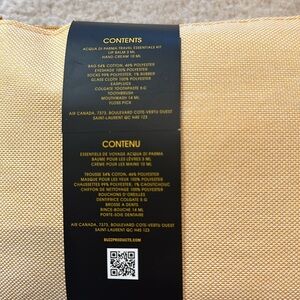 CONTENTS
ACQUA DI PARMA TRAVEL ESSENTIALS KIT
LIP BALM 5 ML
HAND CREAM 10 ML
BAG 54% COTTON, 46% POLYESTER
EYEMASK 100% POLYESTER
SOCKS 99% POLYESTER, 1% RUBBER
GLASS CLOTH 100% POLYESTER
EARPLUGS
COLGATE TOOTHPASTE 5 G
TOOTHBRUSH
MOUTHWASH 14 ML
FLOSS PICK
AIR CANADA, 7373, BOULEVARD COTE-VERTU OUEST
SAINT-LAURENT QC H4S 1Z3
CONTENU
ESSENTIELS DE VOYAGE ACQUA DI PARMA
BAUME POUR LES LÈVRES 5 ML
CRÈME POUR LES MAINS 10 ML
TROUSSE 54% COTON, 46% POLYESTER
MASQUE POUR LES YEUX 100% POLYESTER
CHAUSSETTES 99% POLYESTER, 1% CAOUTCHOUC
CHIFFON DE NETTOYAGE 100% POLYESTER
BOUCHONS D'OREILLES
DENTIFRICE COLGATE 5 G
BROSSE À DENTS
RINCE-BOUCHE 14 ML
PORTE-SOIE DENTAIRE
AIR CANADA, 7373, BOULEVARD COTE-VERTU OUEST
SAINT-LAURENT QC H4S 1Z3
BUZZPRODUCTS.COM